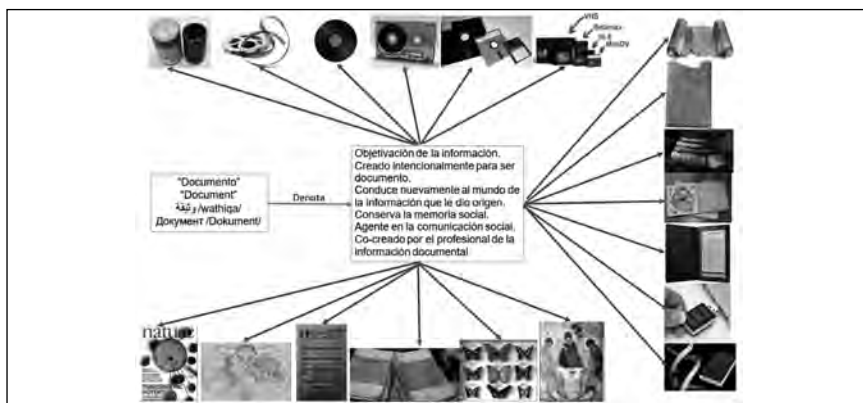 VHS
Betamax
Hi-8
MiniDV
"Documento"
"Document"
وثيقة /wathiqa/
Документ /Dokument/
Denota
Objetivación de la información.
Creado intencionalmente para ser
documento.
Conduce nuevamente al mundo de
la información que le dio origen.
Conserva la memoria social.
Agente en la comunicación social.
Co-creado por el profesional de la
información documental
nature